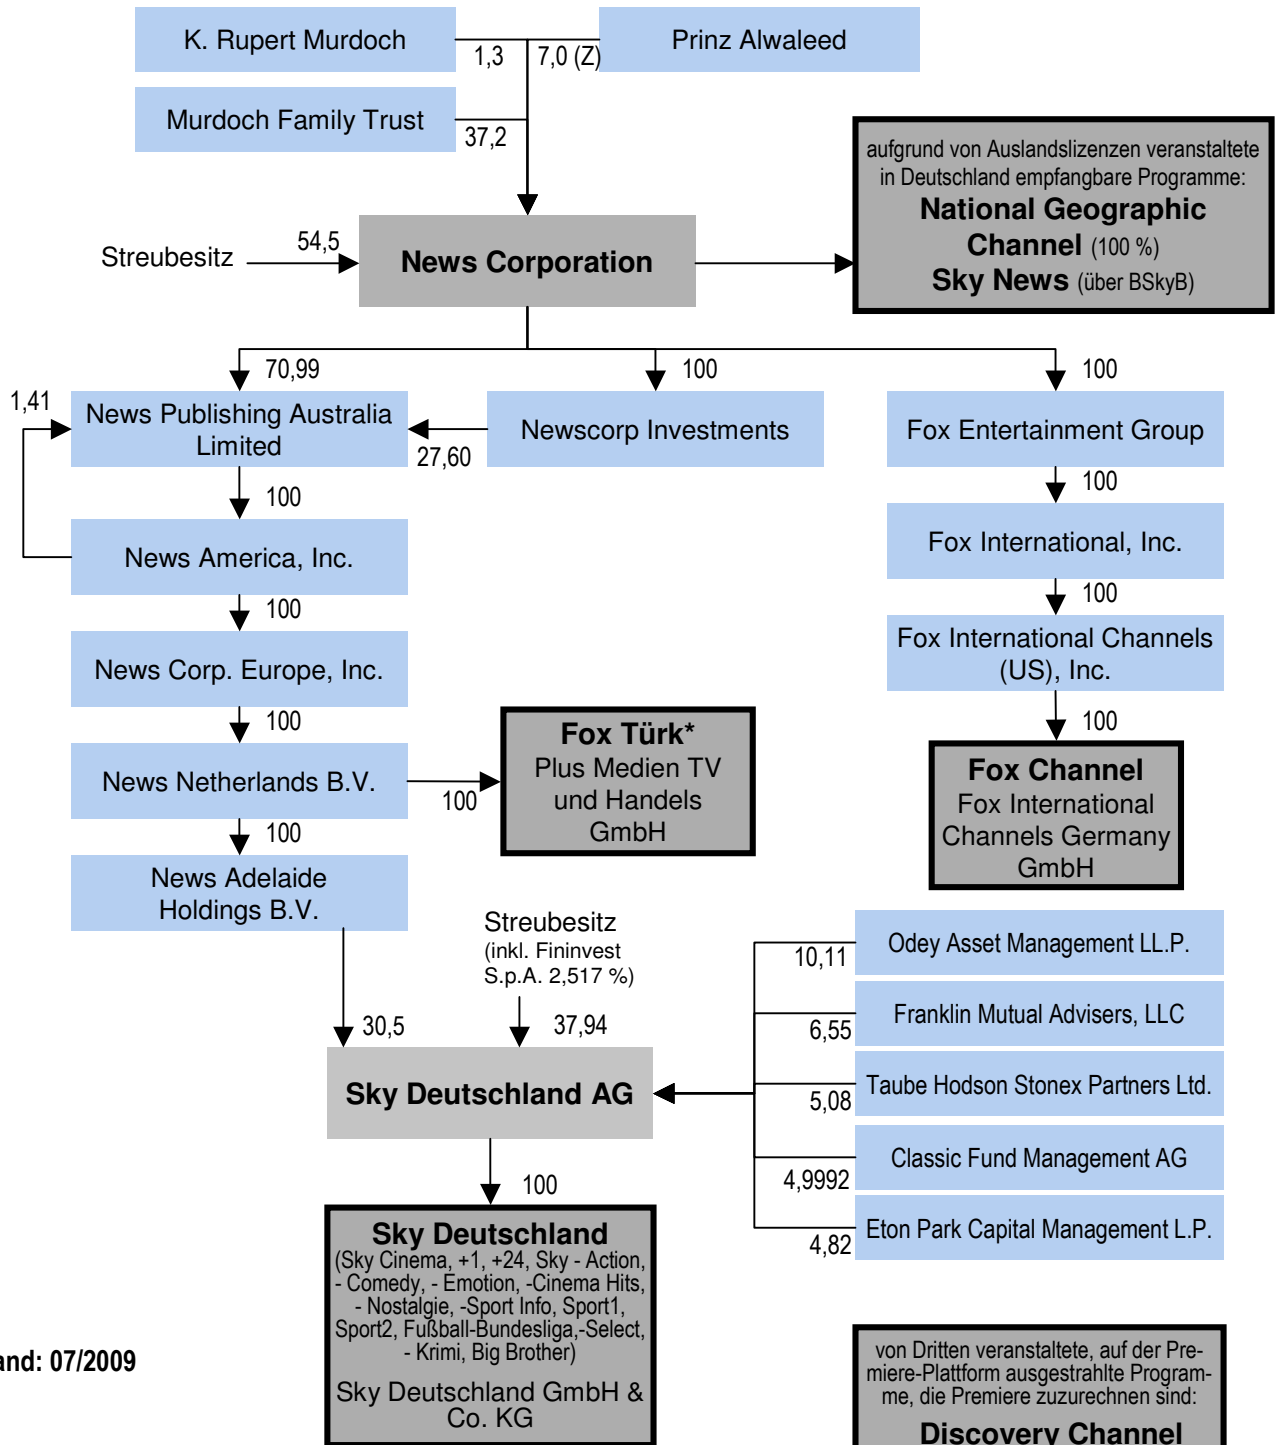 K. Rupert Murdoch
1,3
7,0 (Z)
Prinz Alwaleed
Murdoch Family Trust
37,2
aufgrund von Auslandslizenzen veranstaltete
in Deutschland empfangbare Programme:
National Geographic
Channel (100 %)
Sky News (über BSkyB)
Streubesitz
54,5
News Corporation
70,99
100
100
1,41
News Publishing Australia
Limited
27,60
Newscorp Investments
Fox Entertainment Group
100
100
News America, Inc.
Fox International, Inc.
100
100
News Corp. Europe, Inc.
Fox International Channels
(US), Inc.
100
100
News Netherlands B.V.
100
Fox Türk*
Plus Medien TV
und Handels
GmbH
Fox Channel
Fox International
Channels Germany
GmbH
100
News Adelaide
Holdings B.V.
Streubesitz
(inkl. Fininvest
S.p.A. 2,517 %)
30,5
37,94
10,11
Odey Asset Management LL.P.
6,55
Franklin Mutual Advisers, LLC
Sky Deutschland AG
5,08
Taube Hodson Stonex Partners Ltd.
4,9992
Classic Fund Management AG
4,82
Eton Park Capital Management L.P.
100
Sky Deutschland
(Sky Cinema, +1, +24, Sky - Action,
- Comedy, - Emotion, -Cinema Hits,
- Nostalgie, -Sport Info, Sport1,
Sport2, Fußball-Bundesliga,-Select,
- Krimi, Big Brother)
Sky Deutschland GmbH &
Co. KG
and: 07/2009
von Dritten veranstaltete, auf der Pre-
miere-Plattform ausgestrahlte Program-
me, die Premiere zuzurechnen sind:
Discovery Channel